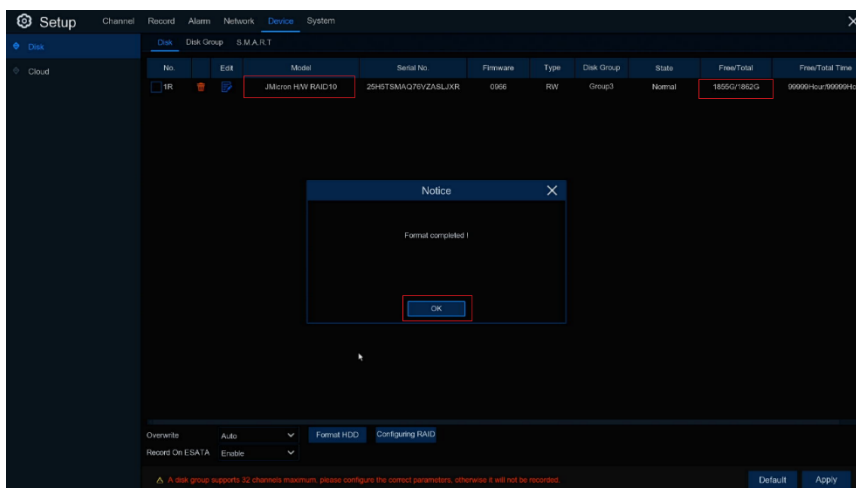 Setup
Channel Record Alarm Network Device System
Disk
Cloud
Disk Disk Group S.M.A.R.T
No. Edit Model Serial No. Firmware Type Disk Group State Free/Total Free/Total Time
1R JMicron H/W RAID10 25H5TSMAQ76VZASLJXR 0966 RW Group3 Normal 1855G/1862G 99999Hour/99999Ho
Notice
Format completed !
OK
Overwrite Auto Format HDD Configuring RAID
Record On ESATA Enable
A disk group supports 32 channels maximum, please configure the correct parameters, otherwise it will not be recorded.
Default Apply